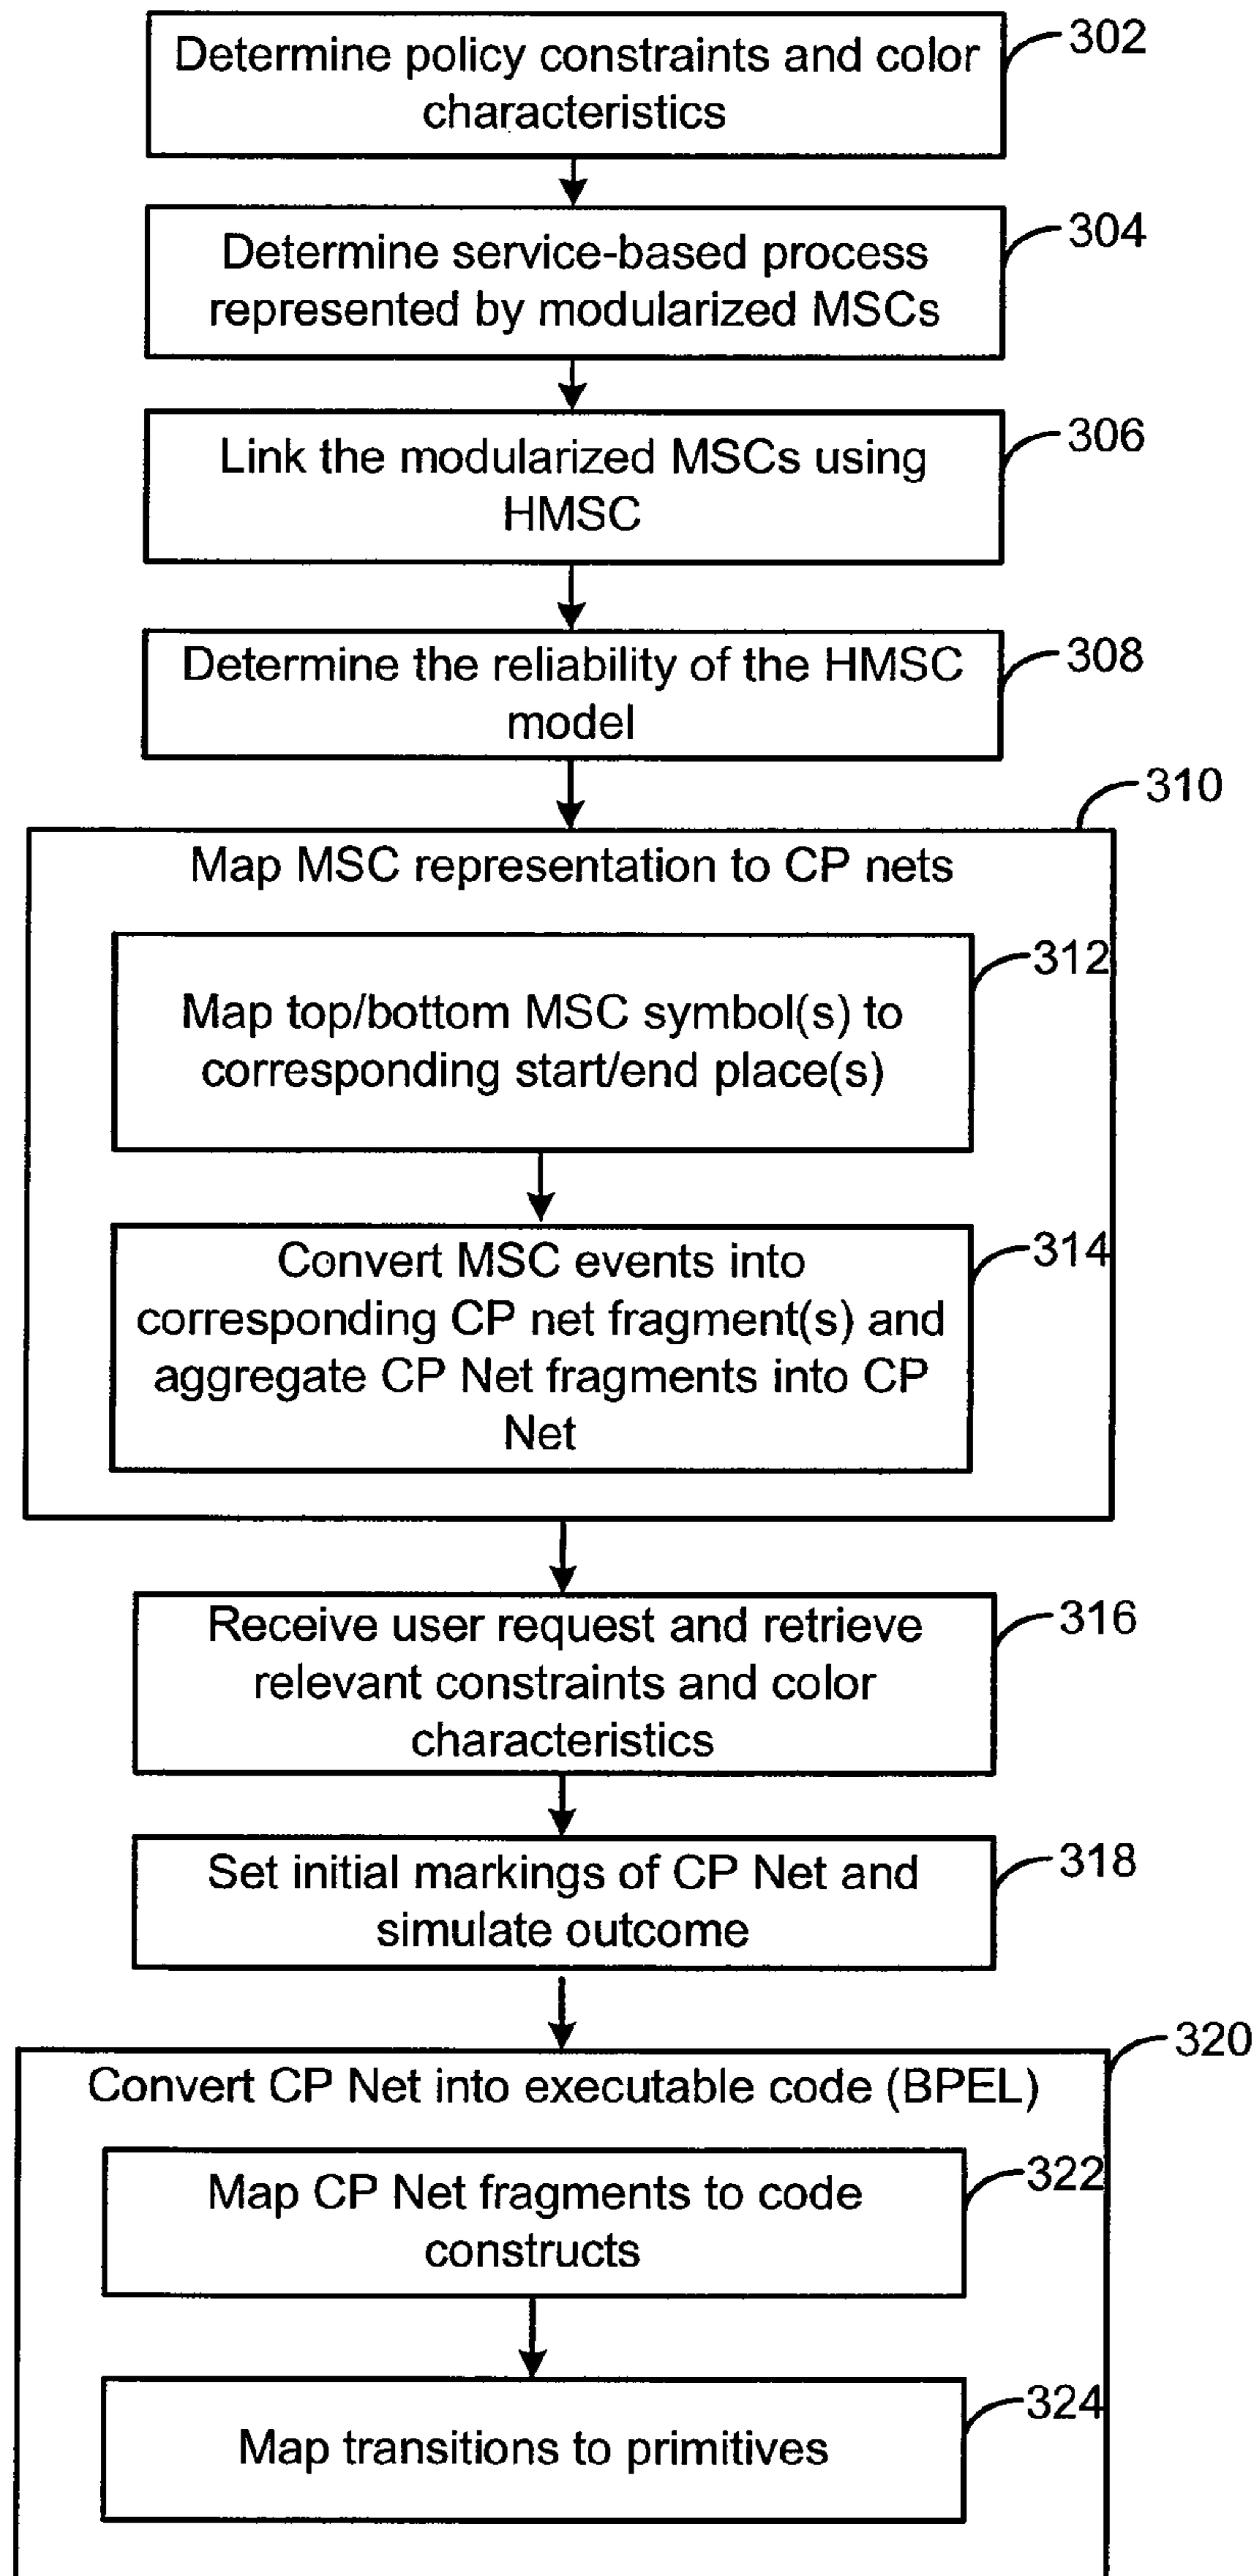 Determine policy constraints and color
characteristics
302
Determine service-based process
represented by modularized MSCs
304
Link the modularized MSCs using
HMSC
306
Determine the reliability of the HMSC
model
308
310
Map MSC representation to CP nets
312
Map top/bottom MSC symbol(s) to
corresponding start/end place(s)
314
Convert MSC events into
corresponding CP net fragment(s) and
aggregate CP Net fragments into CP
Net
Receive user request and retrieve
relevant constraints and color
characteristics
316
Set initial markings of CP Net and
simulate outcome
318
320
Convert CP Net into executable code (BPEL)
Map CP Net fragments to code
constructs
322
Map transitions to primitives
324